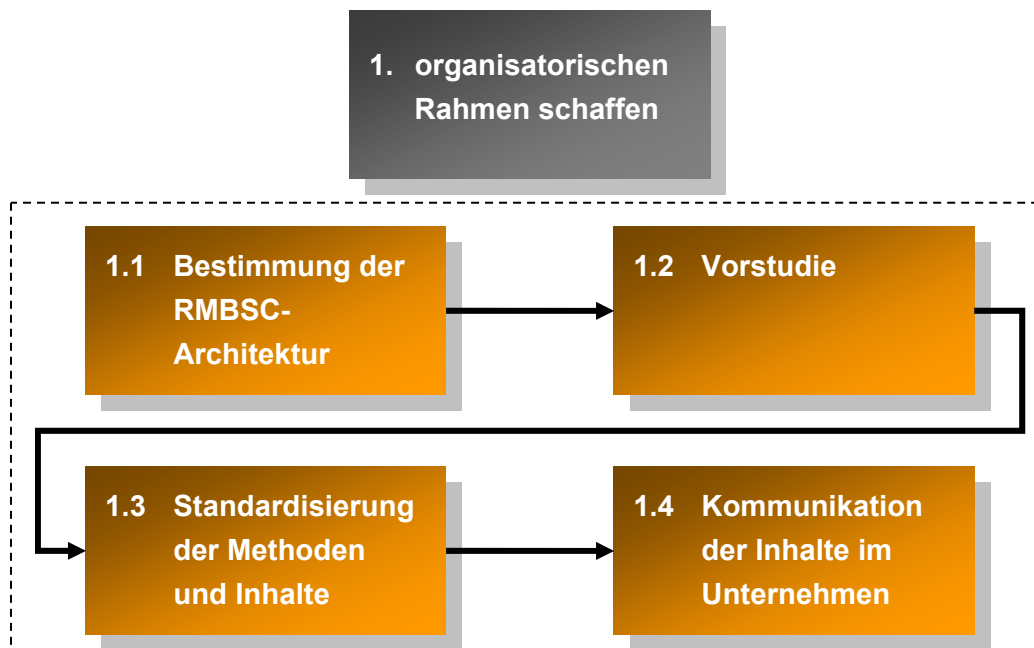 1. organisatorischen
Rahmen schaffen
1.1 Bestimmung der
RMBSC-
Architektur
1.2 Vorstudie
1.3 Standardisierung
der Methoden
und Inhalte
1.4 Kommunikation
der Inhalte im
Unternehmen